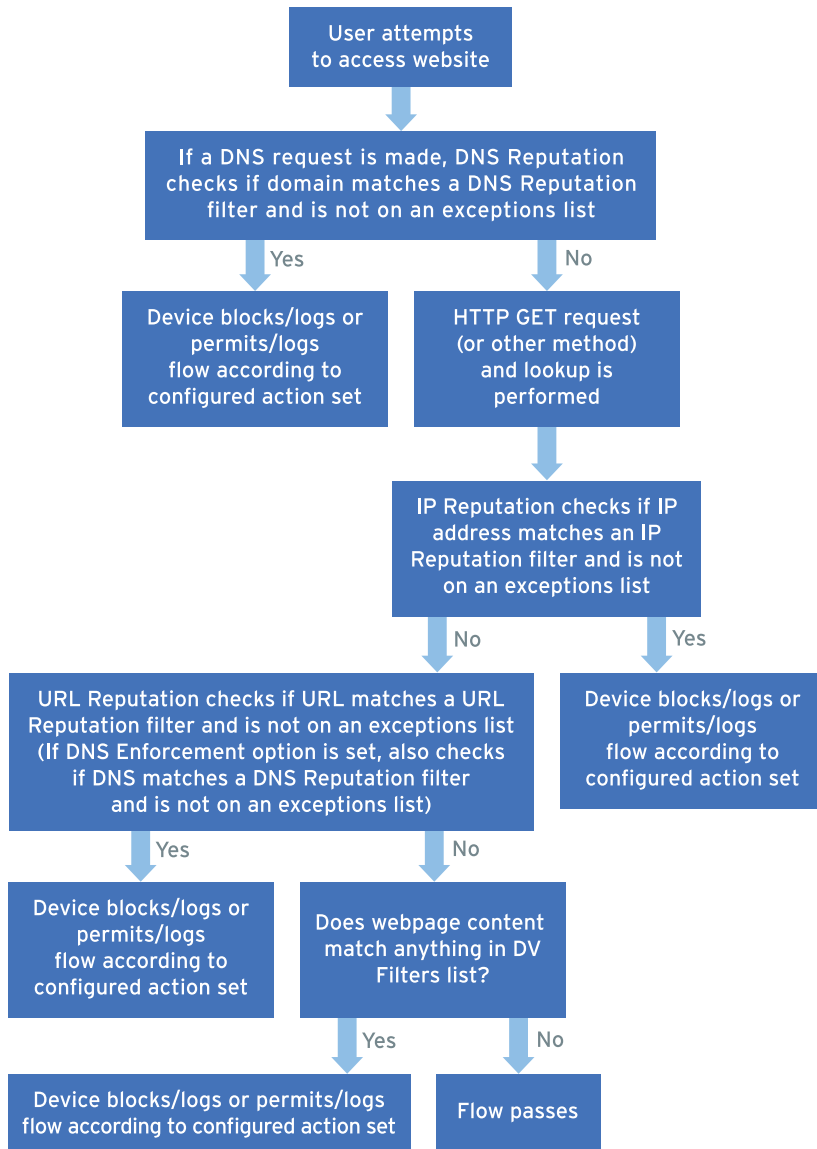 User attempts
to access website
If a DNS request is made, DNS Reputation
checks if domain matches a DNS Reputation
filter and is not on an exceptions list
Yes
No
Device blocks/logs or
permits/logs
flow according to
configured action set
HTTP GET request
(or other method)
and lookup is
performed
IP Reputation checks if IP
address matches an IP
Reputation filter and is not
on an exceptions list
No
Yes
URL Reputation checks if URL matches a URL
Reputation filter and is not on an exceptions list
(If DNS Enforcement option is set, also checks
if DNS matches a DNS Reputation filter
and is not on an exceptions list)
Device blocks/logs or
permits/logs
flow according to
configured action set
Yes
No
Device blocks/logs or
permits/logs
flow according to
configured action set
Does webpage content
match anything in DV
Filters list?
Yes
No
Device blocks/logs or permits/logs
flow according to configured action set
Flow passes